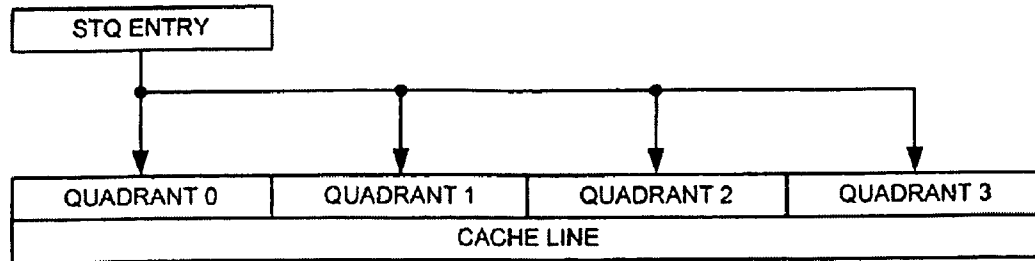 STQ ENTRY
QUADRANT 0 QUADRANT 1 QUADRANT 2 QUADRANT 3
CACHE LINE